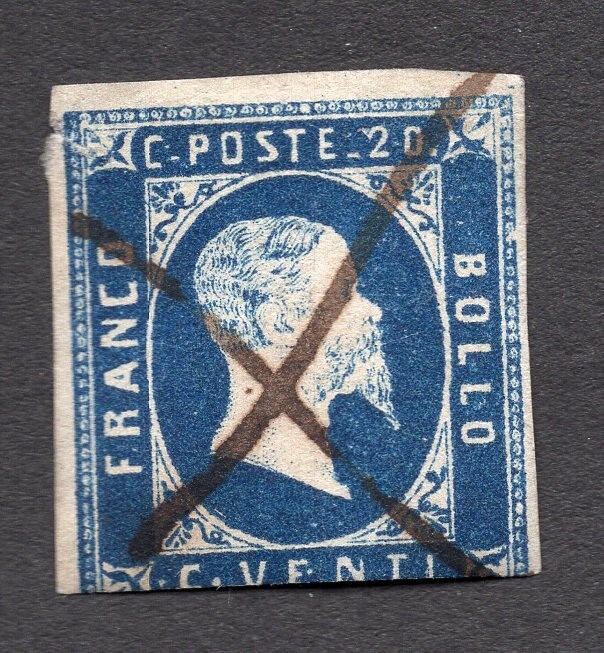 C. POSTE. 20.
FRANCO
BOLLO
.C. VENTI